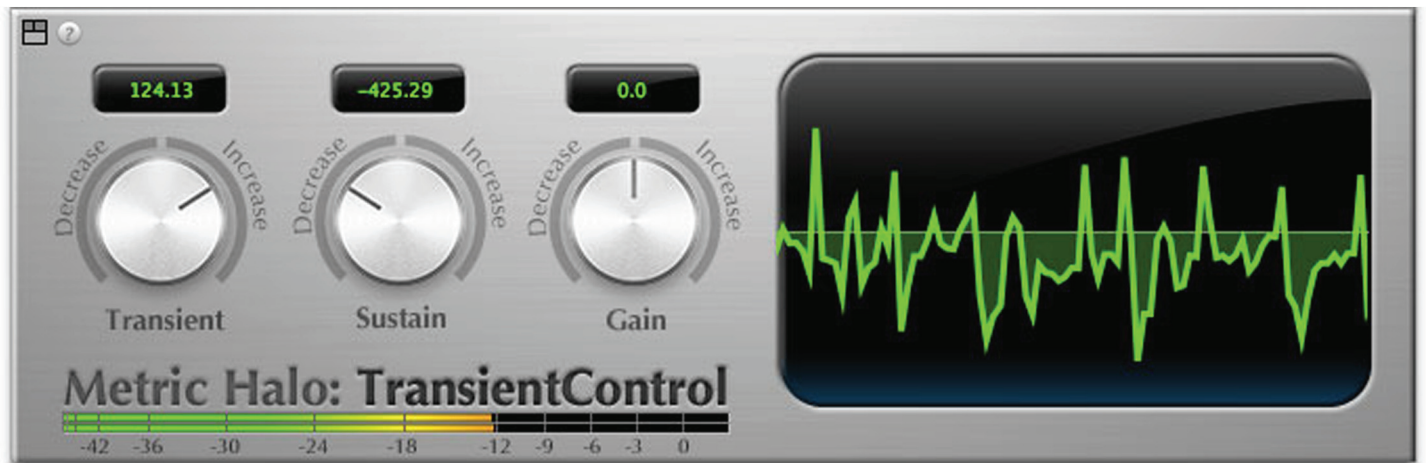 ?
124.13
-425.29
0.0
Decrease Increase
Decrease Increase
Decrease Increase
Transient
Sustain
Gain
Metric Halo: TransientControl
-42 -36 -30 -24 -18 -12 -9 -6 -3 0